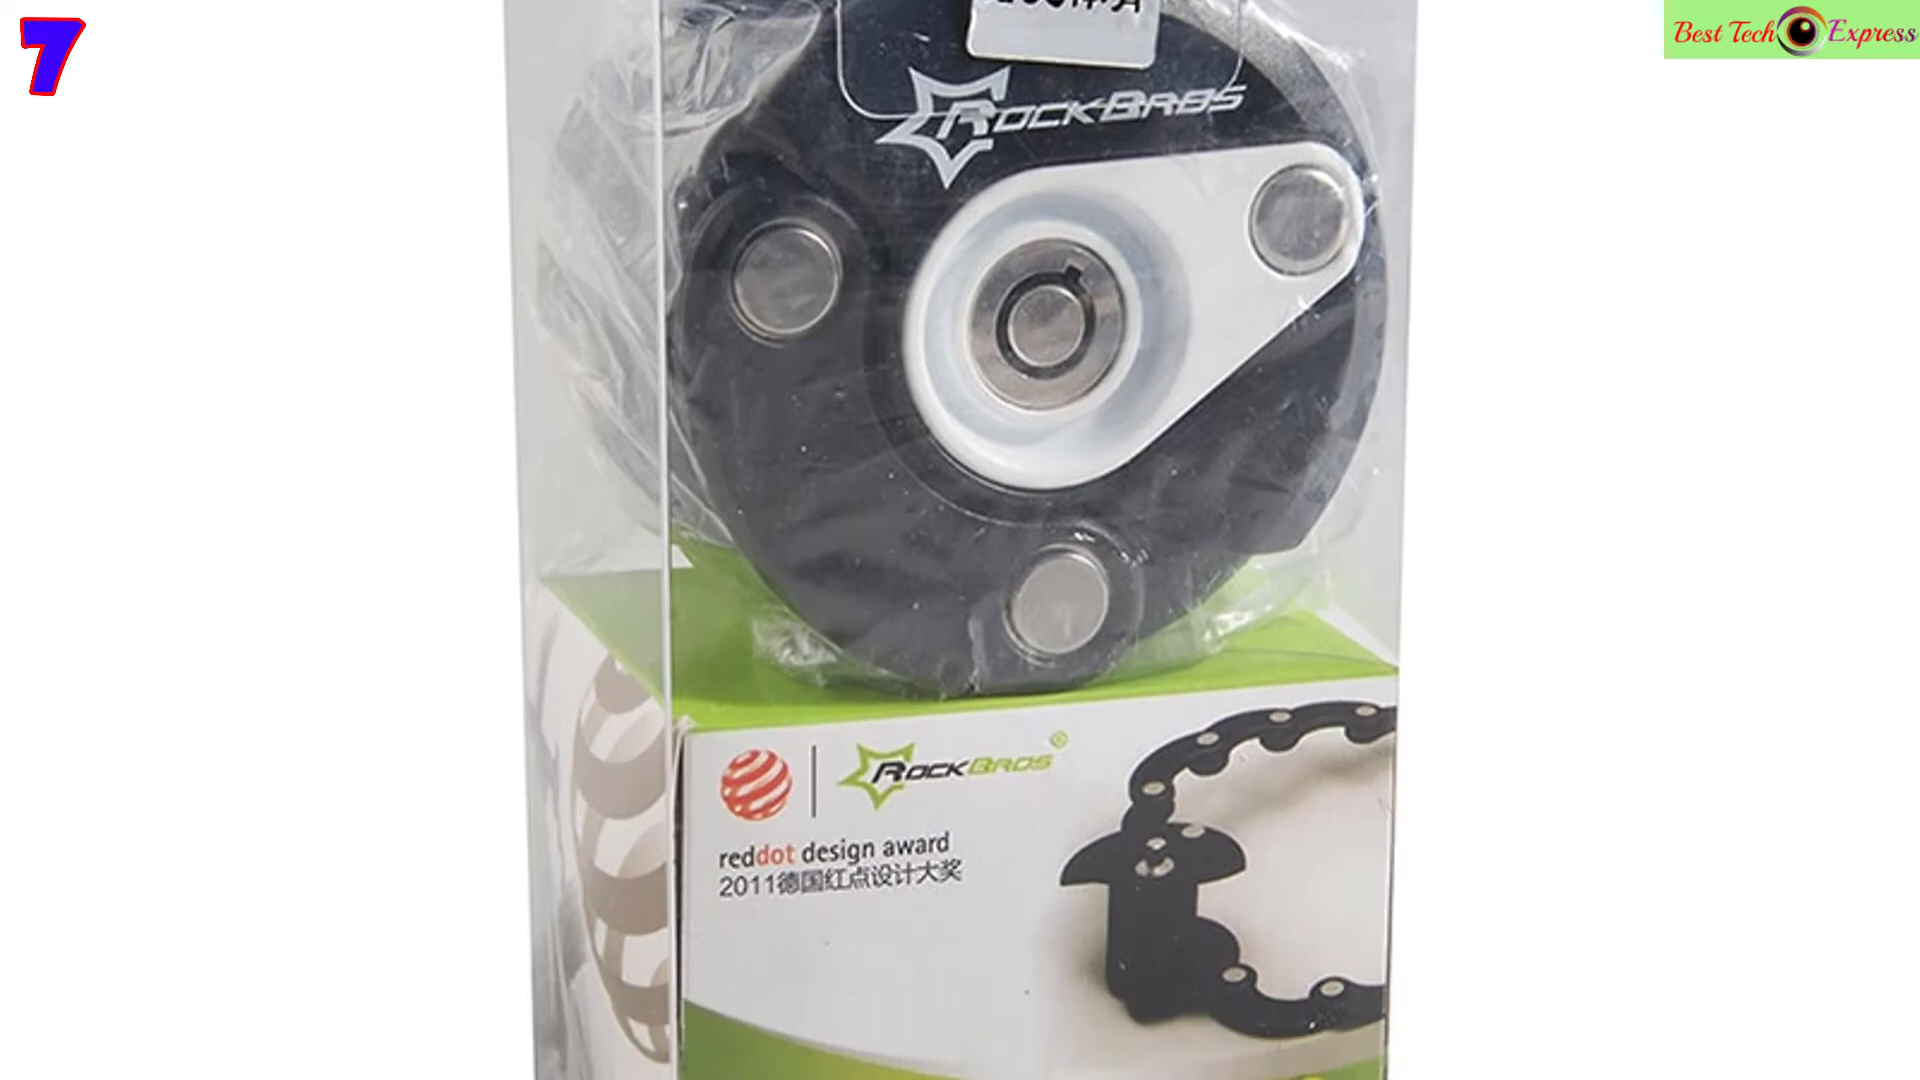 7
Best Tech Express
ROCKBROS
ROCKBROS®
reddot design award
2011德国红点设计大奖